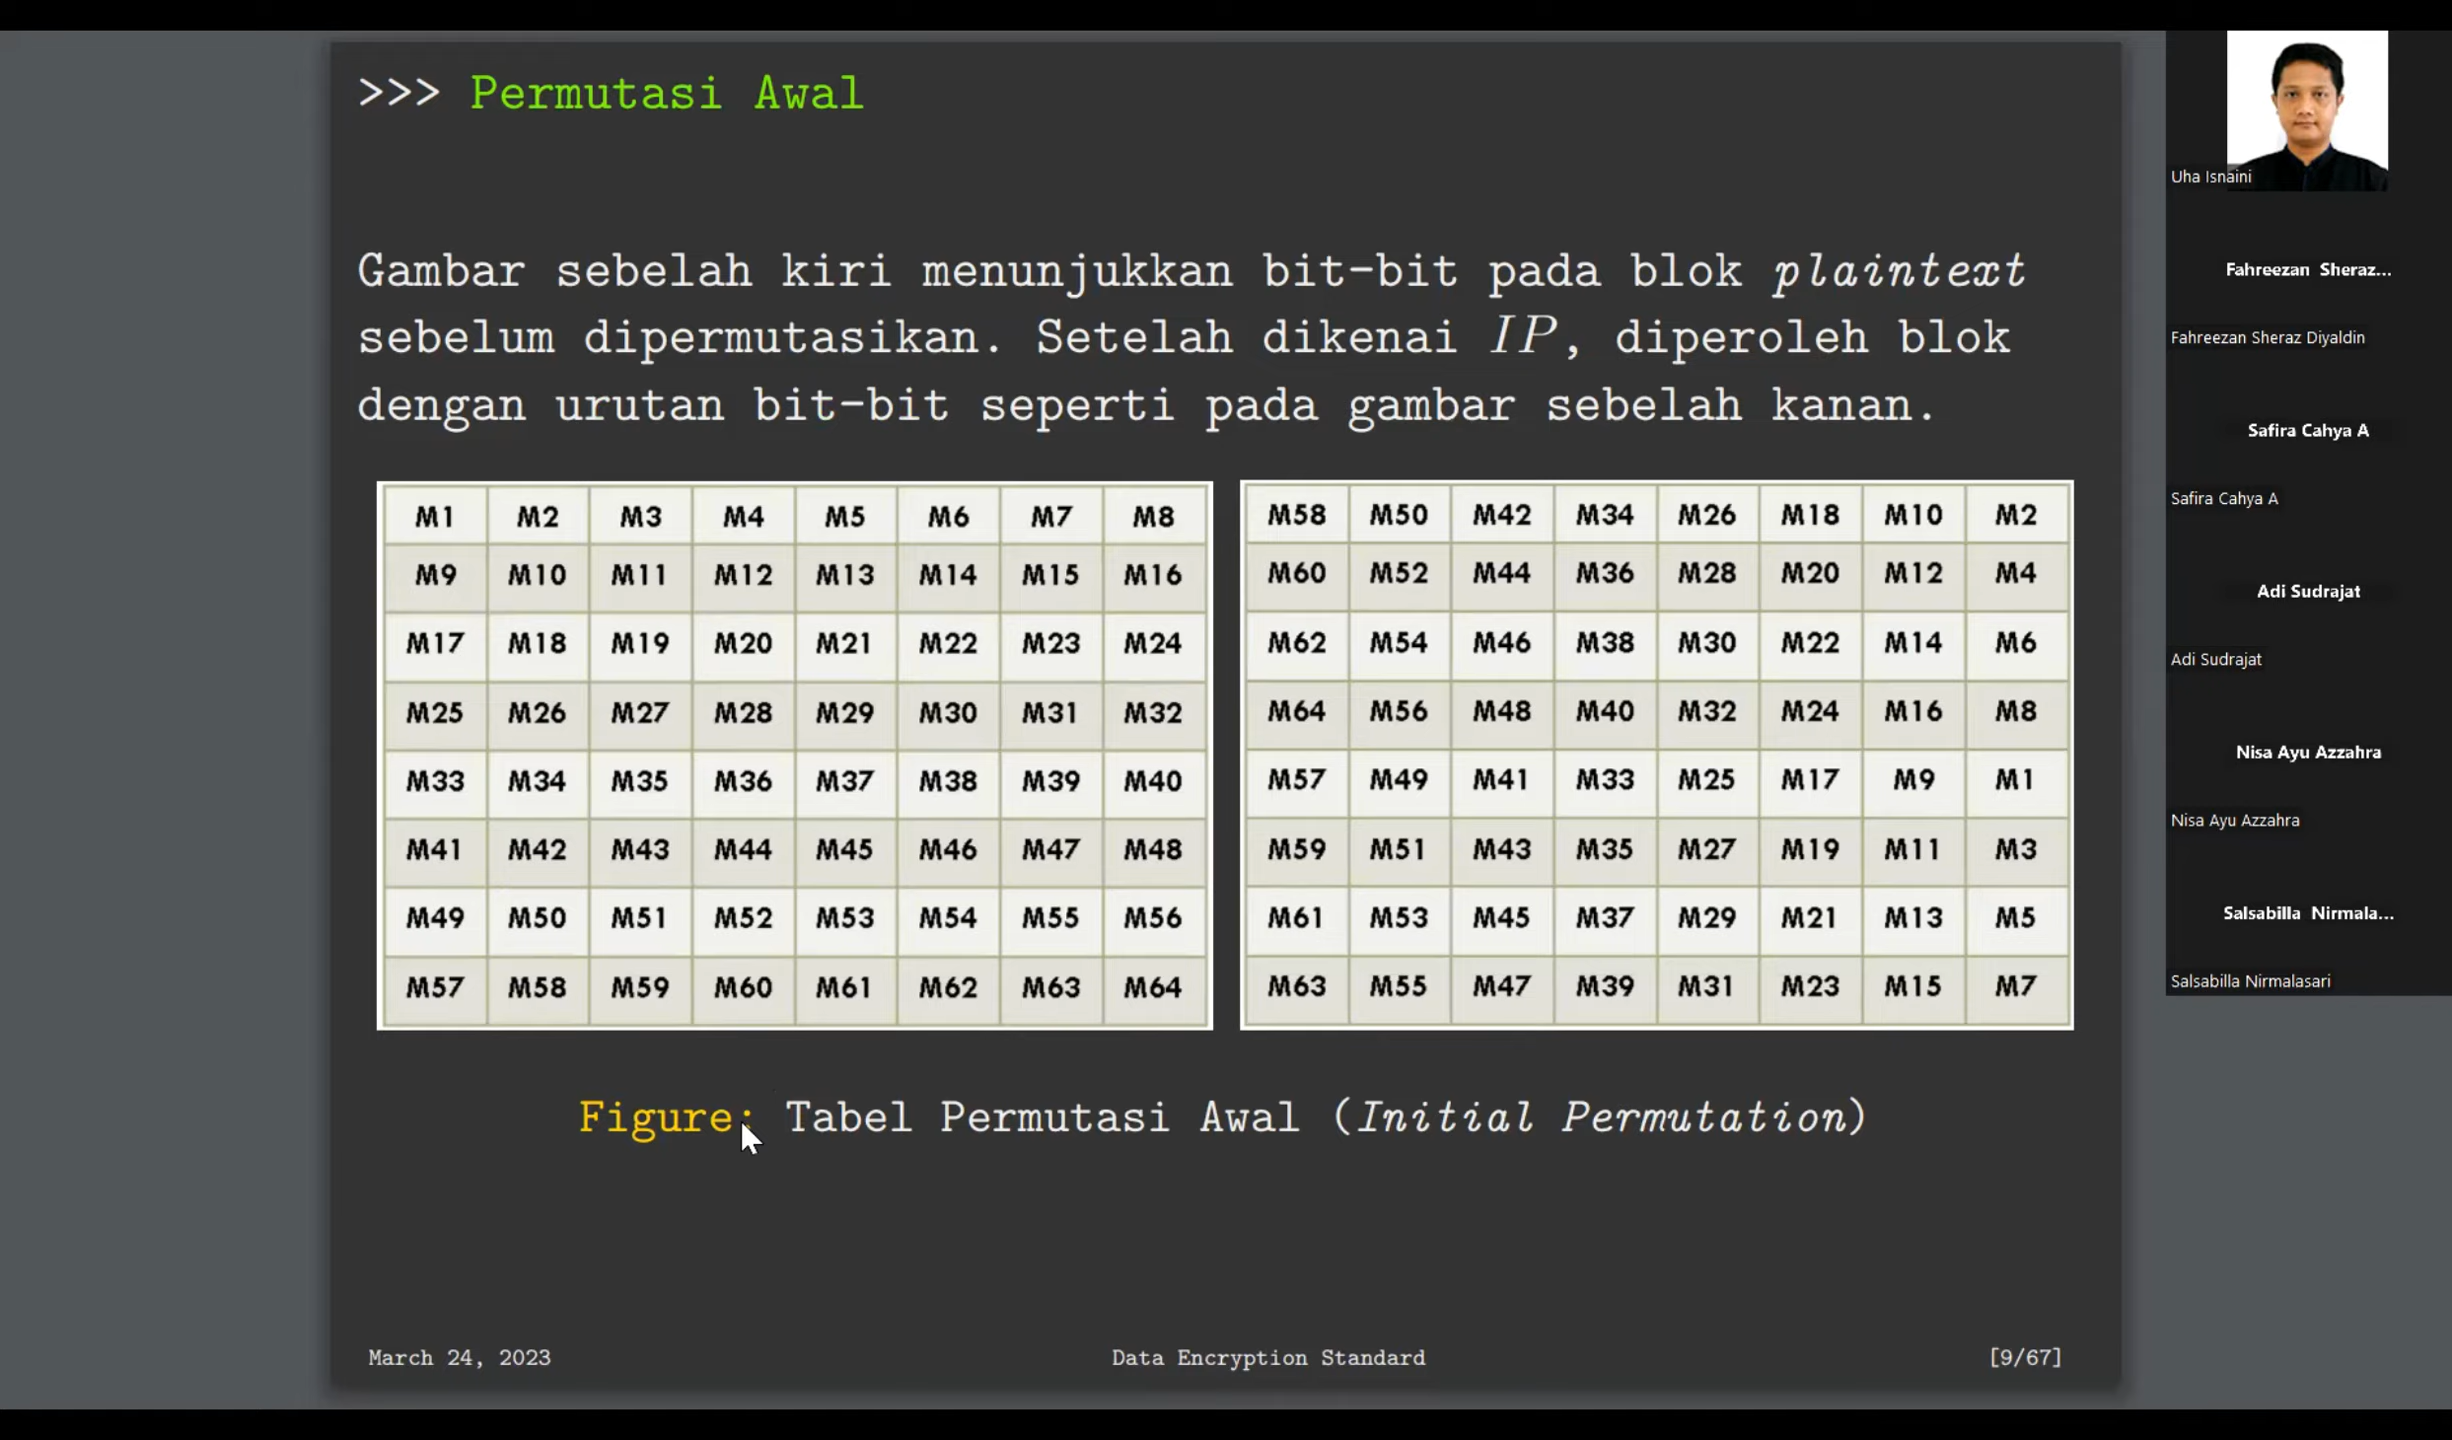 >>> Permutasi Awal
Gambar sebelah kiri menunjukkan bit-bit pada blok plaintext
sebelum dipermutasikan. Setelah dikenai IP, diperoleh blok
dengan urutan bit-bit seperti pada gambar sebelah kanan.
M1 M2 M3 M4 M5 M6 M7 M8
M9 M10 M11 M12 M13 M14 M15 M16
M17 M18 M19 M20 M21 M22 M23 M24
M25 M26 M27 M28 M29 M30 M31 M32
M33 M34 M35 M36 M37 M38 M39 M40
M41 M42 M43 M44 M45 M46 M47 M48
M49 M50 M51 M52 M53 M54 M55 M56
M57 M58 M59 M60 M61 M62 M63 M64
M58 M50 M42 M34 M26 M18 M10 M2
M60 M52 M44 M36 M28 M20 M12 M4
M62 M54 M46 M38 M30 M22 M14 M6
M64 M56 M48 M40 M32 M24 M16 M8
M57 M49 M41 M33 M25 M17 M9 M1
M59 M51 M43 M35 M27 M19 M11 M3
M61 M53 M45 M37 M29 M21 M13 M5
M63 M55 M47 M39 M31 M23 M15 M7
Figure: Tabel Permutasi Awal (Initial Permutation)
March 24, 2023 Data Encryption Standard [9/67]
Uha Isnaini
Fahreezan Sheraz...
Fahreezan Sheraz Diyaldin
Safira Cahya A
Safira Cahya A
Adi Sudrajat
Adi Sudrajat
Nisa Ayu Azzahra
Nisa Ayu Azzahra
Salsabilla Nirmala...
Salsabilla Nirmalasari